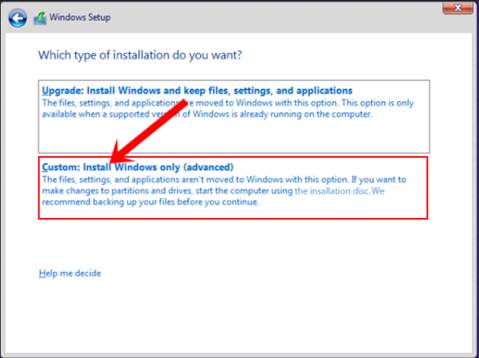 Windows Setup
Which type of installation do you want?
Upgrade: Install Windows and keep files, settings, and applications
The files, settings, and applications are moved to Windows with this option. This option is only
available when a supported version of Windows is already running on the computer.
Custom: Install Windows only (advanced)
The files, settings, and applications aren't moved to Windows with this option. If you want to
make changes to partitions and drives, start the computer using the insallation disc. We
recommend backing up your files before you continue.
Help me decide